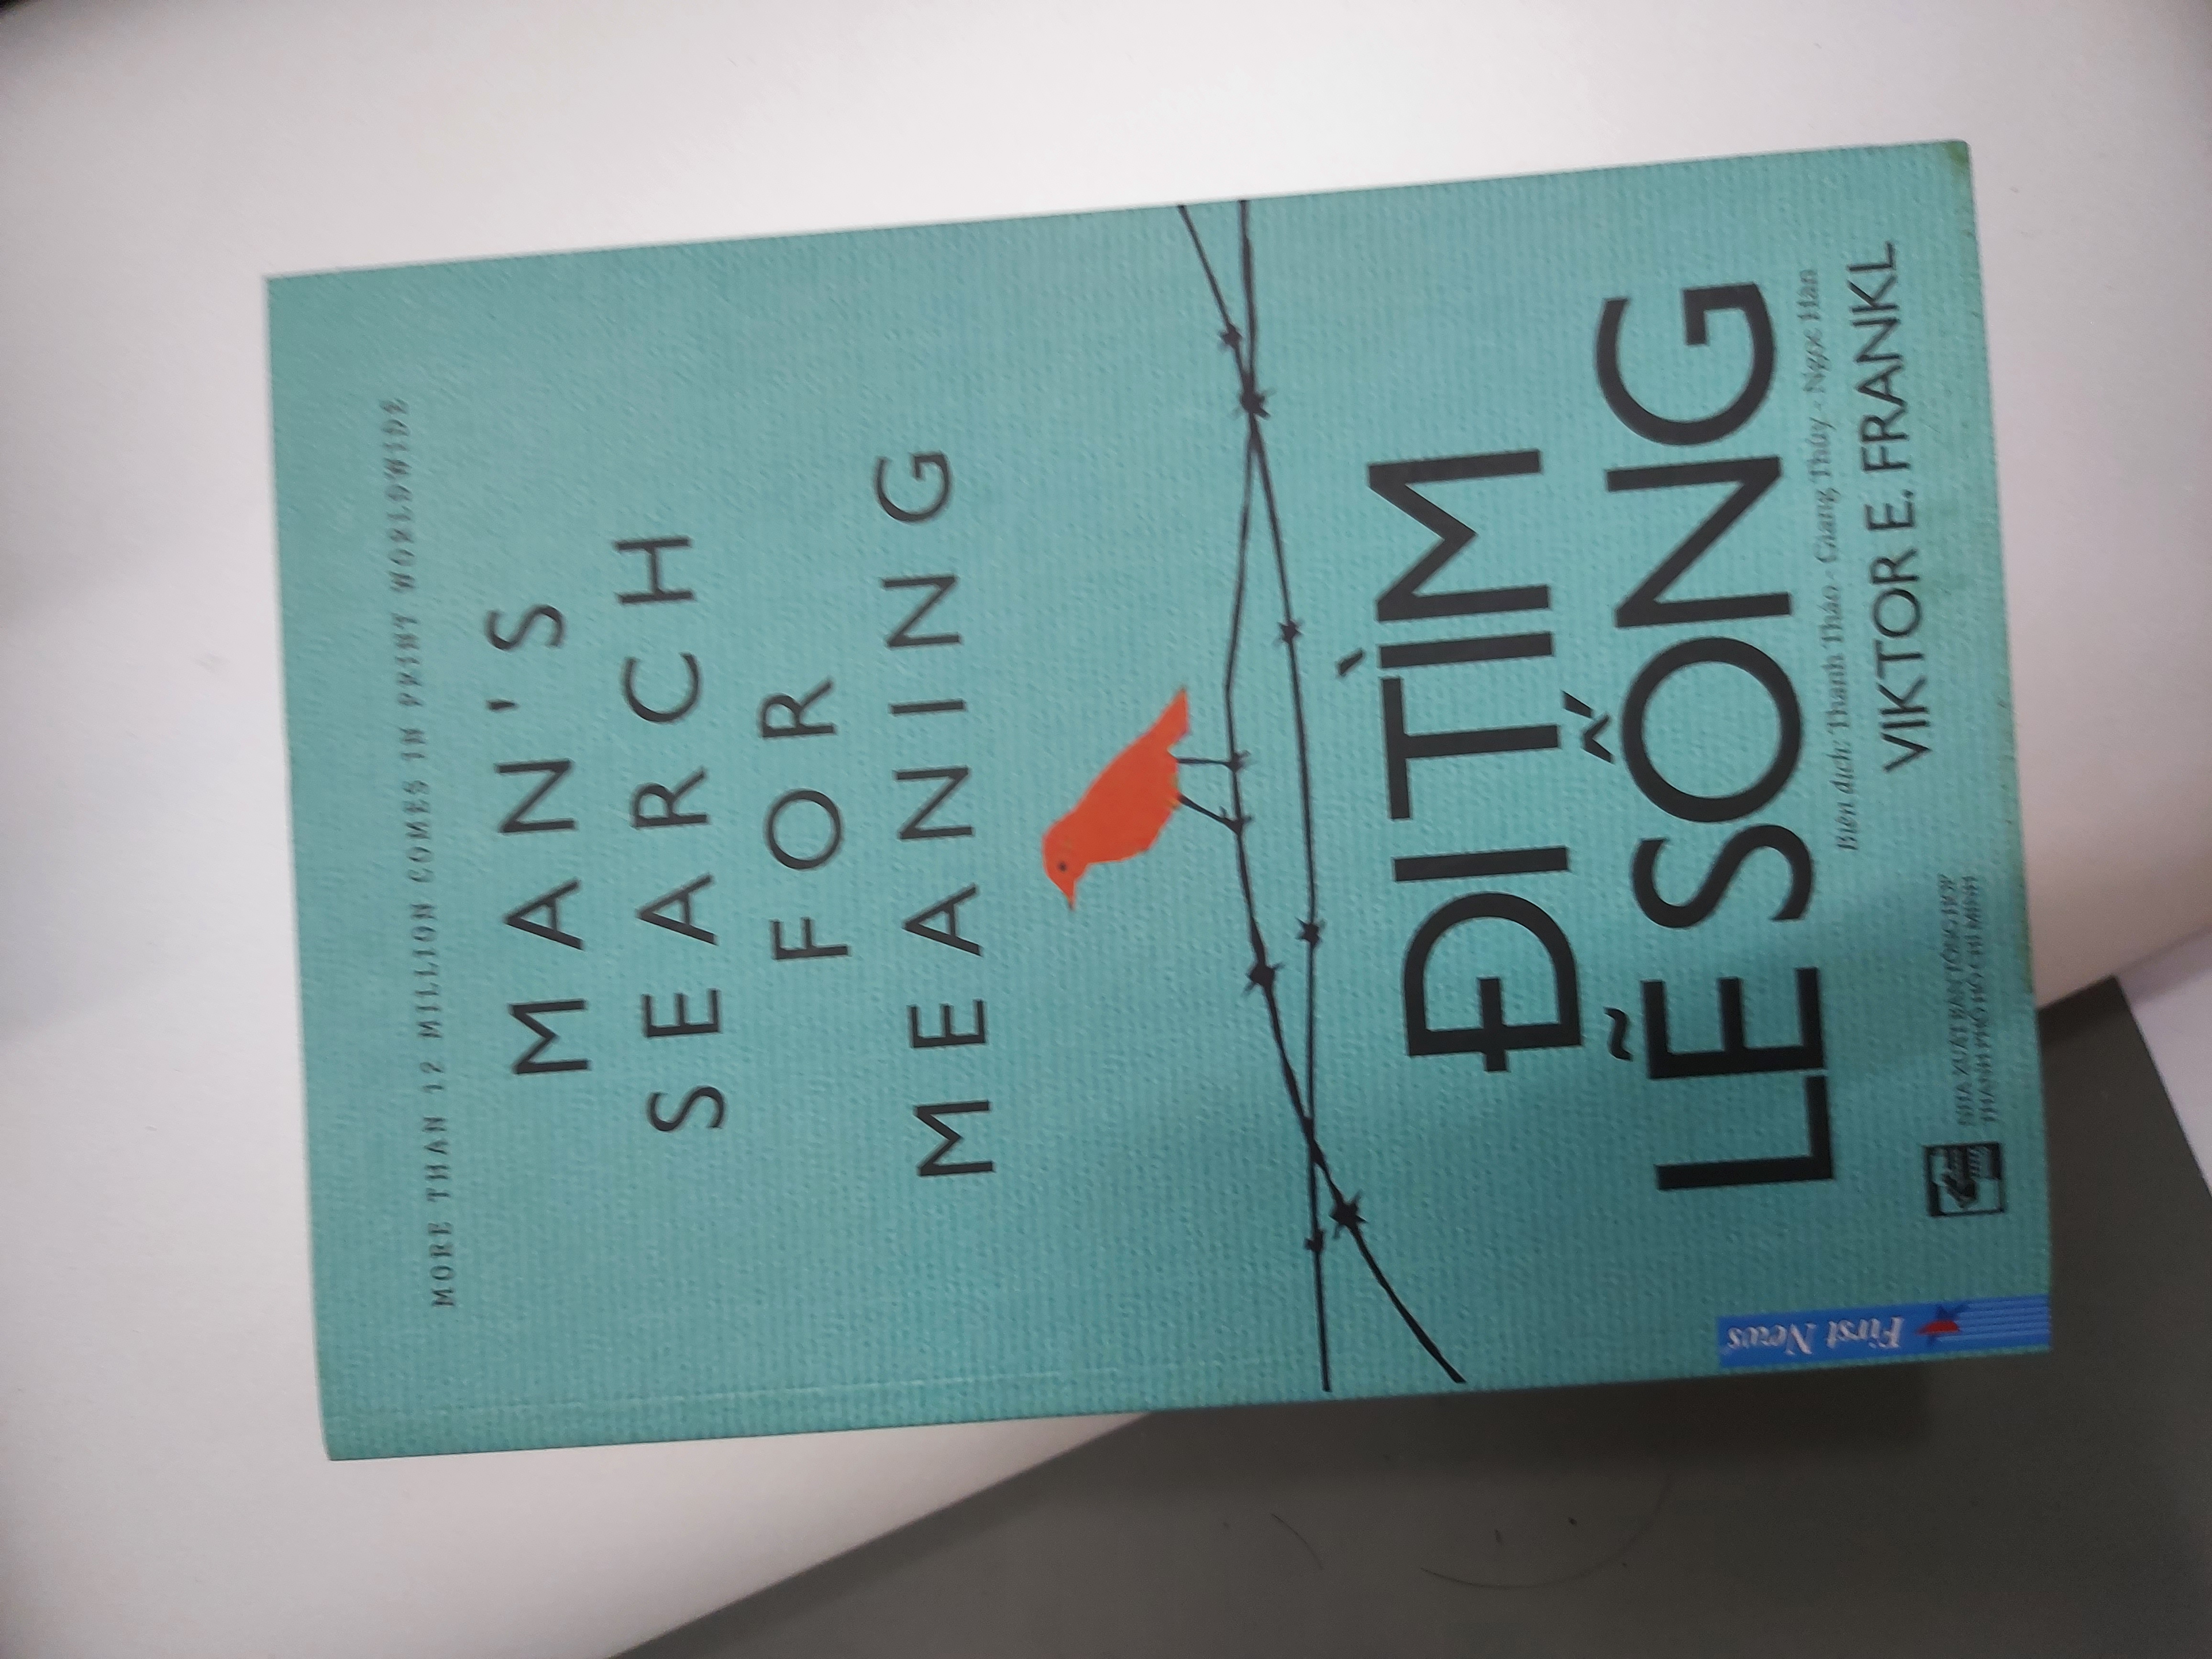 MORE THAN 12 MILLION COMES IN PRINT WORLDWIDE
MAN'S
SEARCH
FOR
MEANING
ĐI TÌM
LẼ SỐNG
Biên dịch: Thanh Thảo - Giang Thủy - Ngọc Hân
VIKTOR E. FRANKL
First News
NHÀ XUẤT BẢN TỔNG HỢP
THÀNH PHỐ HỒ CHÍ MINH